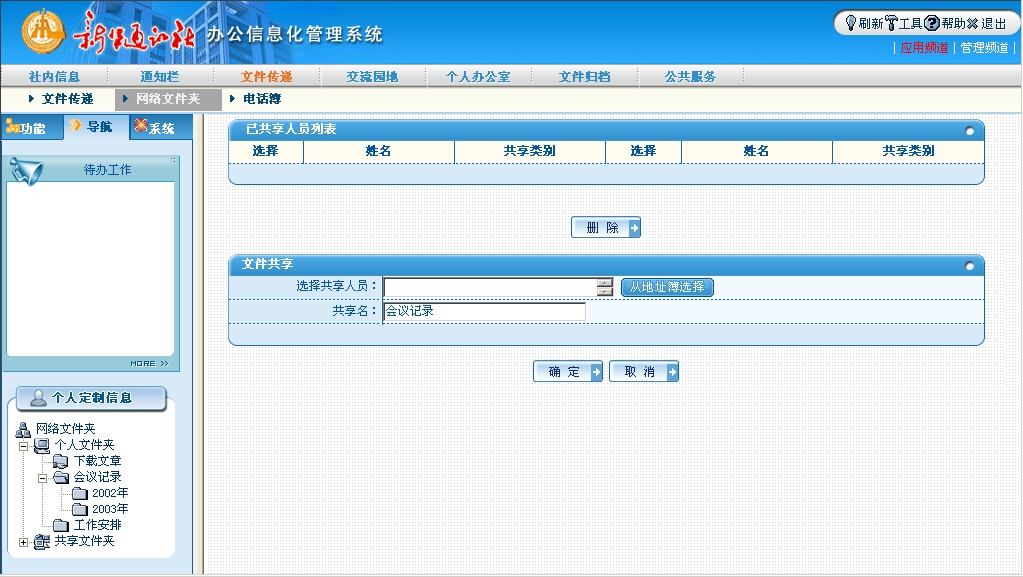 新华通讯社 办公信息化管理系统
刷新 工具 帮助 退出
| 应用频道 | 管理频道 |
社内信息 通知栏 文件传递 交流园地 个人办公室 文件归档 公共服务
文件传递 网络文件夹 电话簿
功能 导航 系统
待办工作
MORE >>
个人定制信息
网络文件夹
个人文件夹
下载文章
会议记录
2002年
2003年
工作安排
共享文件夹
已共享人员列表
选择 姓名 共享类别 选择 姓名 共享类别
删 除
文件共享
选择共享人员： 从地址簿选择
共享名： 会议记录
确 定 取 消